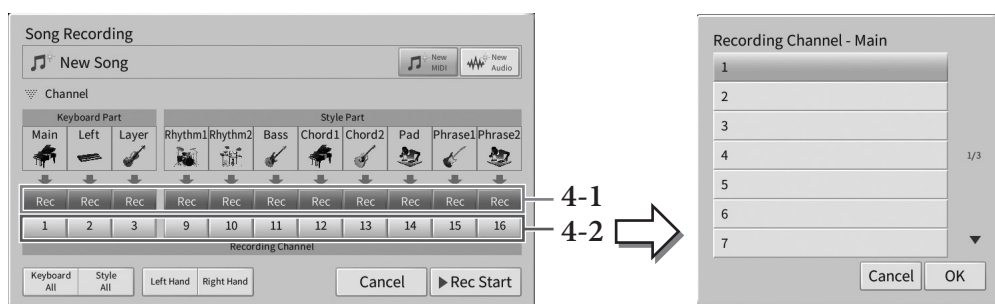 Song Recording
New Song
New MIDI
New Audio
Channel
Keyboard Part
Style Part
Main Left Layer Rhythm1 Rhythm2 Bass Chord1 Chord2 Pad Phrase1 Phrase2
Rec Rec Rec Rec Rec Rec Rec Rec Rec Rec Rec
4-1
1 2 3 9 10 11 12 13 14 15 16
4-2
Recording Channel
Keyboard All
Style All
Left Hand
Right Hand
Cancel
Rec Start
Recording Channel - Main
1
2
3
4
1/3
5
6
7
Cancel
OK